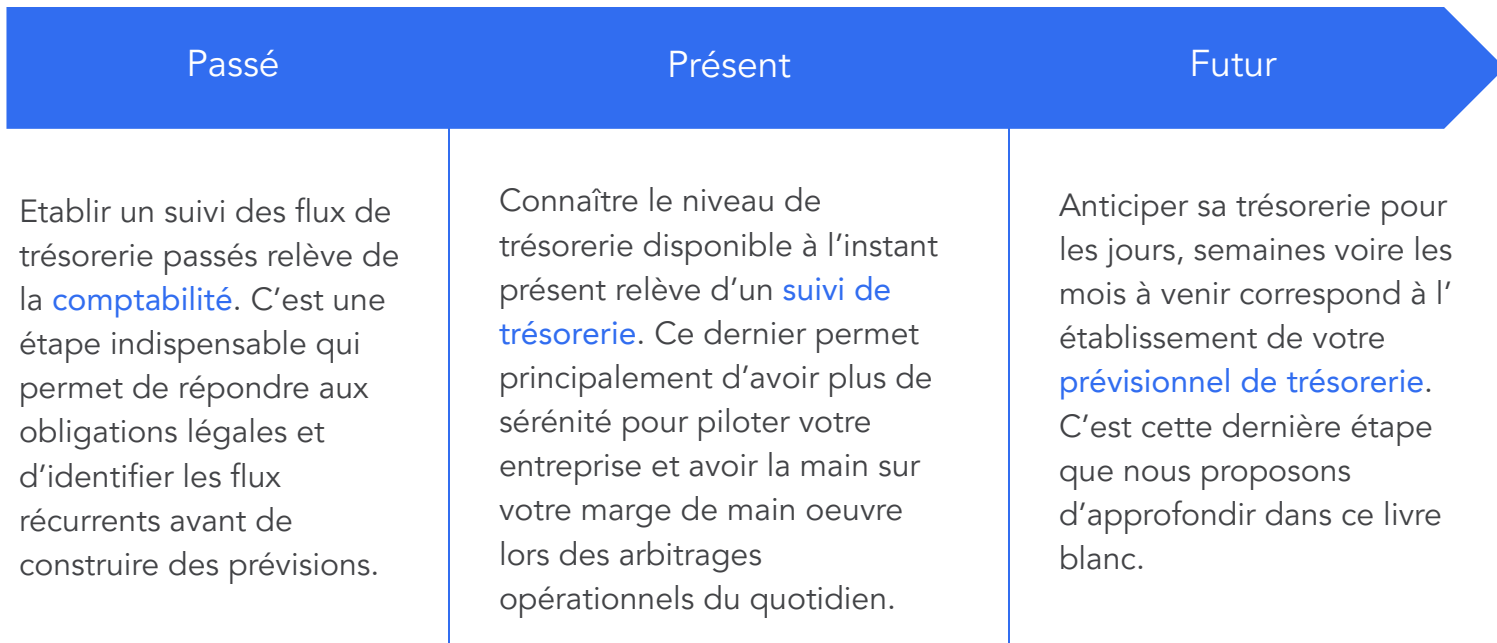 Passé
Présent
Futur
Etablir un suivi des flux de
trésorerie passés relève de
la comptabilité. C’est une
étape indispensable qui
permet de répondre aux
obligations légales et
d’identifier les flux
récurrents avant de
construire des prévisions.
Connaître le niveau de
trésorerie disponible à l’instant
présent relève d’un suivi de
trésorerie. Ce dernier permet
principalement d’avoir plus de
sérénité pour piloter votre
entreprise et avoir la main sur
votre marge de main oeuvre
lors des arbitrages
opérationnels du quotidien.
Anticiper sa trésorerie pour
les jours, semaines voire les
mois à venir correspond à l’
établissement de votre
prévisionnel de trésorerie.
C’est cette dernière étape
que nous proposons
d’approfondir dans ce livre
blanc.